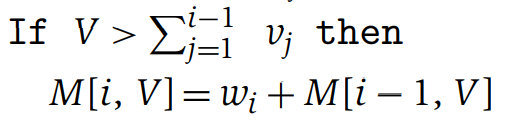 If V > ∑_{j=1}^{i−1} v_j then
M[i, V] = w_i + M[i − 1, V]